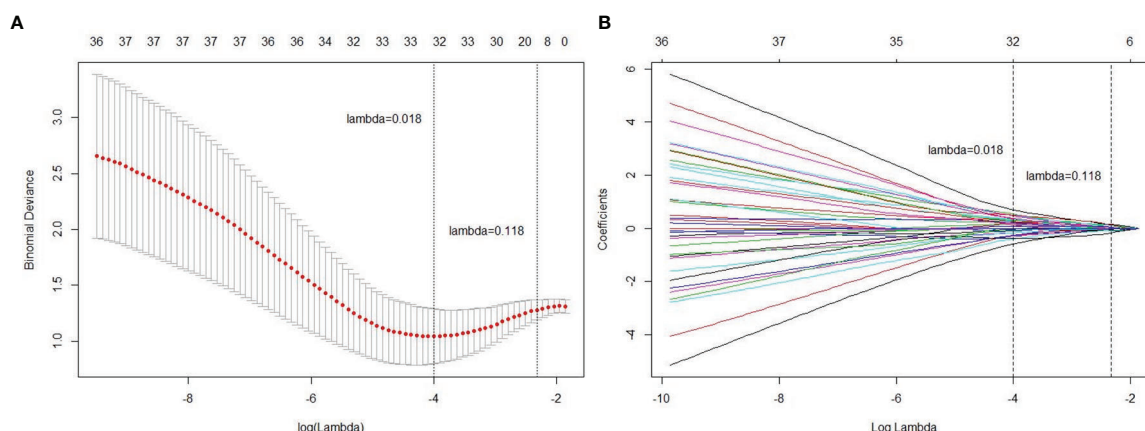 A
36 37 37 37 37 37 37 36 36 34 32 33 33 32 33 30 20 8 0
3.0
2.5
2.0
1.5
1.0
Binomial Deviance
lambda=0.018
lambda=0.118
-8 -6 -4 -2
log(Lambda)
B
36 37 35 32 6
6
4
2
0
-2
-4
Coefficients
lambda=0.018
lambda=0.118
-10 -8 -6 -4 -2
Log Lambda